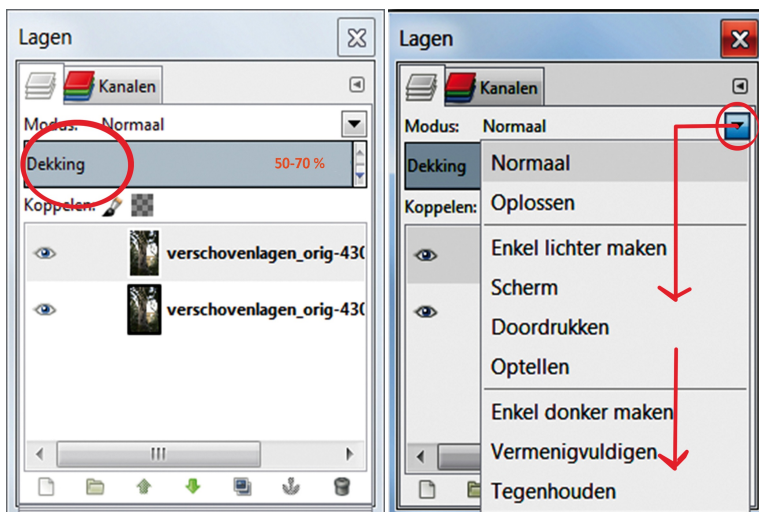 Lagen
Kanalen
Modus: Normaal
Dekking 50-70 %
Koppelen:
verschovenlagen_orig-430
verschovenlagen_orig-430
Lagen
Kanalen
Modus: Normaal
Dekking
Koppelen:
Normaal
Oplossen
Enkel lichter maken
Scherm
Doordrukken
Optellen
Enkel donker maken
Vermenigvuldigen
Tegenhouden